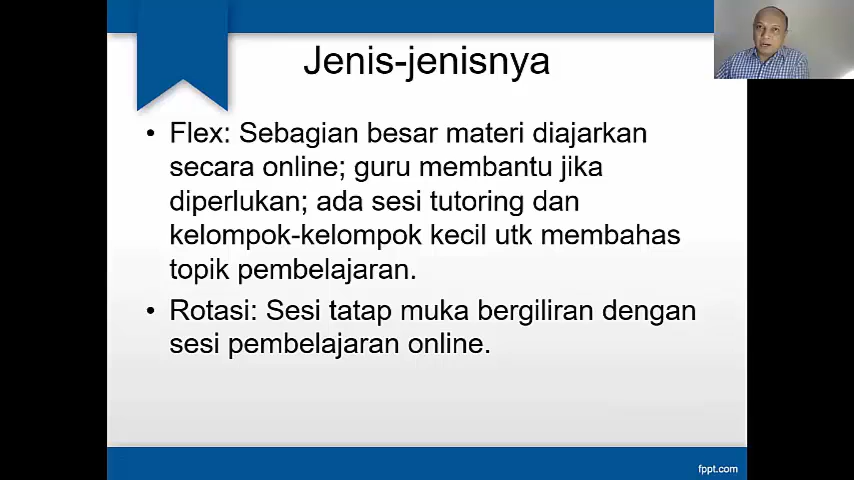 Jenis-jenisnya
• Flex: Sebagian besar materi diajarkan
secara online; guru membantu jika
diperlukan; ada sesi tutoring dan
kelompok-kelompok kecil utk membahas
topik pembelajaran.
• Rotasi: Sesi tatap muka bergiliran dengan
sesi pembelajaran online.
fppt.com